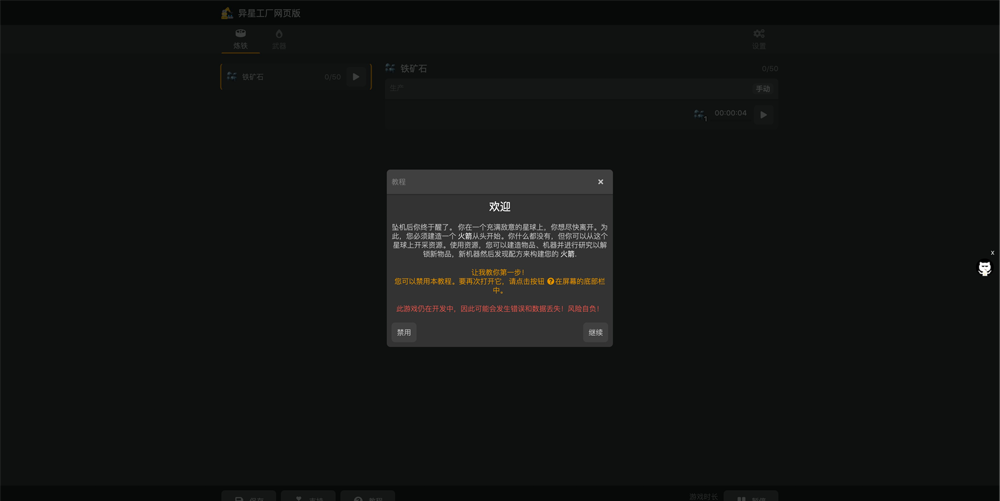 异星工厂网页版
炼铁
设置
铁矿石 0/50
铁矿石 0/50
生产 手动
1 00:00:04
教程 ×
欢迎
坠机后你终于醒了。你在一个充满敌意的星球上，你想尽快离开。为
此，您必须建造一个 火箭从头开始。你什么都没有，但你可以从这个
星球上开采资源。使用资源，您可以建造物品、机器并进行研究以解
锁新物品，新机器然后发现配方来构建您的 火箭.
让我教你第一步！
您可以禁用本教程。要再次打开它，请点击按钮 ?在屏幕的底部栏
中。
此游戏仍在开发中，因此可能会发生错误和数据丢失！风险自负！
禁用 继续
x
游戏时长